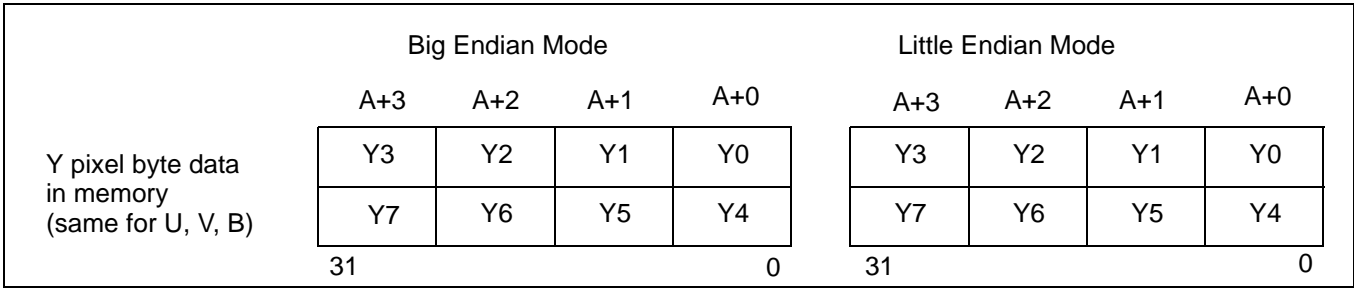 Big Endian Mode Little Endian Mode
A+3 A+2 A+1 A+0 A+3 A+2 A+1 A+0
Y3 Y2 Y1 Y0 Y3 Y2 Y1 Y0
Y pixel byte data
in memory
(same for U, V, B)
Y7 Y6 Y5 Y4 Y7 Y6 Y5 Y4
31 0 31 0